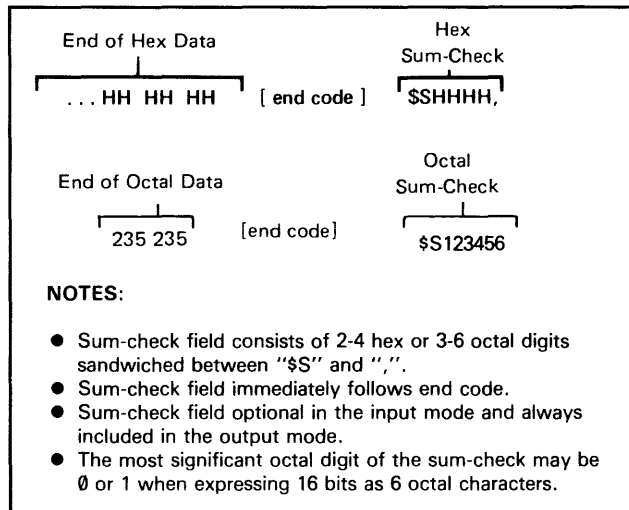 End of Hex Data
Hex
Sum-Check
...HH HH HH [ end code ] $SHHHH,
End of Octal Data
Octal
Sum-Check
235 235 [end code] $S123456
NOTES:
● Sum-check field consists of 2-4 hex or 3-6 octal digits
sandwiched between "$S" and ",".
● Sum-check field immediately follows end code.
● Sum-check field optional in the input mode and always
included in the output mode.
● The most significant octal digit of the sum-check may be
Ø or 1 when expressing 16 bits as 6 octal characters.